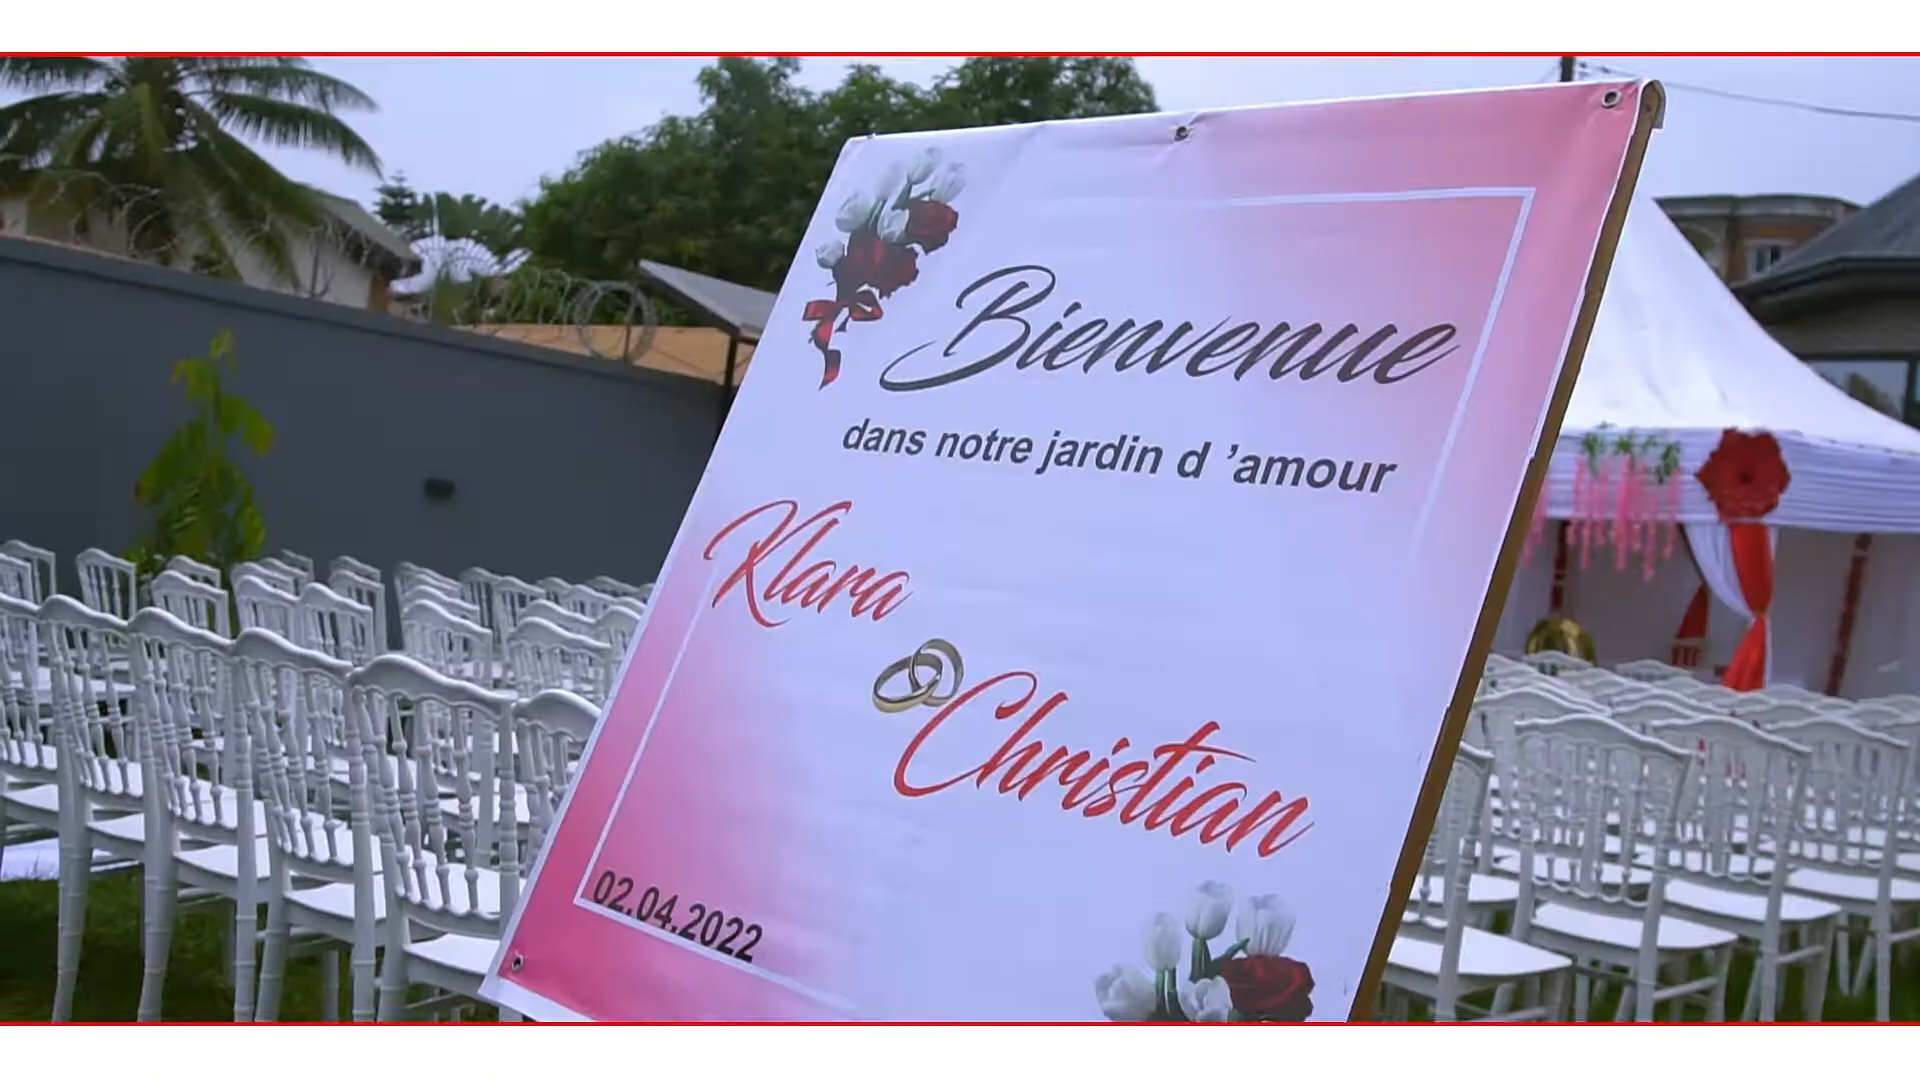 Bienvenue
dans notre jardin d 'amour
Klara
Christian
02.04.2022